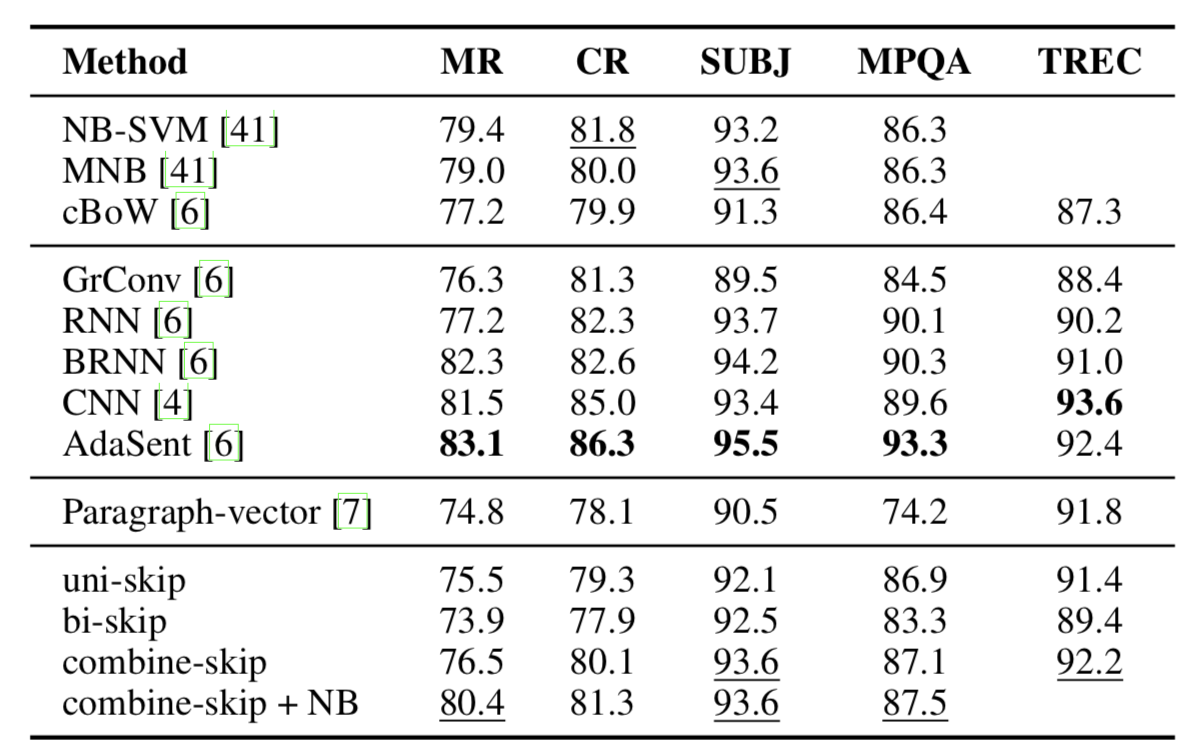 Method MR CR SUBJ MPQA TREC
NB-SVM [41] 79.4 81.8 93.2 86.3
MNB [41] 79.0 80.0 93.6 86.3
cBoW [6] 77.2 79.9 91.3 86.4 87.3
GrConv [6] 76.3 81.3 89.5 84.5 88.4
RNN [6] 77.2 82.3 93.7 90.1 90.2
BRNN [6] 82.3 82.6 94.2 90.3 91.0
CNN [4] 81.5 85.0 93.4 89.6 93.6
AdaSent [6] 83.1 86.3 95.5 93.3 92.4
Paragraph-vector [7] 74.8 78.1 90.5 74.2 91.8
uni-skip 75.5 79.3 92.1 86.9 91.4
bi-skip 73.9 77.9 92.5 83.3 89.4
combine-skip 76.5 80.1 93.6 87.1 92.2
combine-skip + NB 80.4 81.3 93.6 87.5